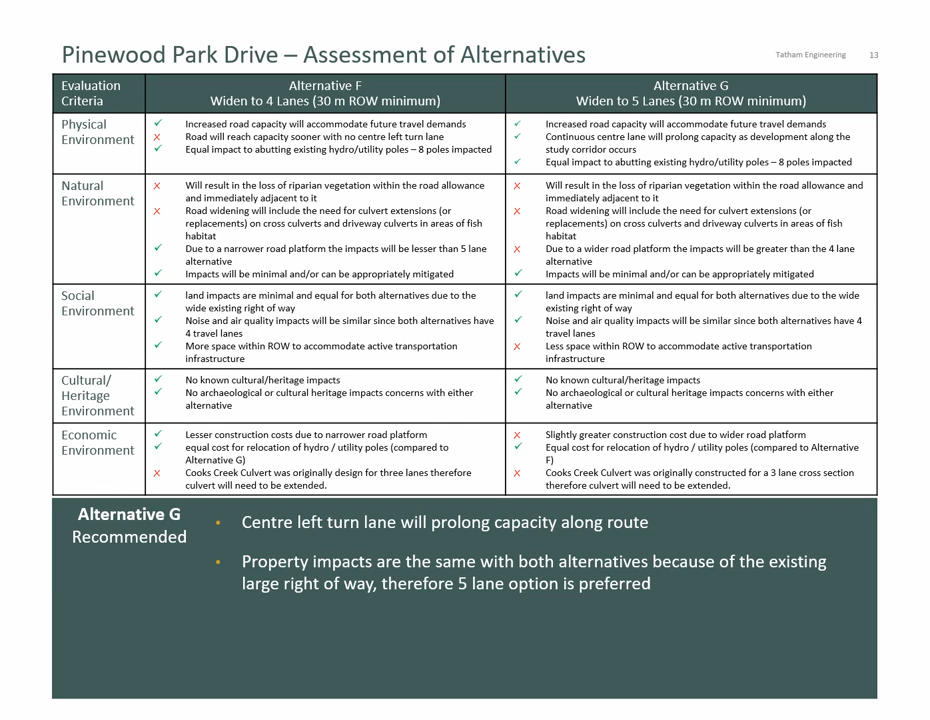 Pinewood Park Drive – Assessment of Alternatives
Tatham Engineering 13
Evaluation
Criteria
Alternative F
Widen to 4 Lanes (30 m ROW minimum)
Alternative G
Widen to 5 Lanes (30 m ROW minimum)
Physical
Environment
✓ Increased road capacity will accommodate future travel demands
x Road will reach capacity sooner with no centre left turn lane
✓ Equal impact to abutting existing hydro/utility poles – 8 poles impacted
✓ Increased road capacity will accommodate future travel demands
✓ Continuous centre lane will prolong capacity as development along the
study corridor occurs
✓ Equal impact to abutting existing hydro/utility poles – 8 poles impacted
Natural
Environment
x Will result in the loss of riparian vegetation within the road allowance
and immediately adjacent to it
x Road widening will include the need for culvert extensions (or
replacements) on cross culverts and driveway culverts in areas of fish
habitat
✓ Due to a narrower road platform the impacts will be lesser than 5 lane
alternative
✓ Impacts will be minimal and/or can be appropriately mitigated
x Will result in the loss of riparian vegetation within the road allowance and
immediately adjacent to it
x Road widening will include the need for culvert extensions (or
replacements) on cross culverts and driveway culverts in areas of fish
habitat
x Due to a wider road platform the impacts will be greater than the 4 lane
alternative
✓ Impacts will be minimal and/or can be appropriately mitigated
Social
Environment
✓ land impacts are minimal and equal for both alternatives due to the
wide existing right of way
✓ Noise and air quality impacts will be similar since both alternatives have
4 travel lanes
✓ More space within ROW to accommodate active transportation
infrastructure
✓ land impacts are minimal and equal for both alternatives due to the wide
existing right of way
✓ Noise and air quality impacts will be similar since both alternatives have 4
travel lanes
x Less space within ROW to accommodate active transportation
infrastructure
Cultural/
Heritage
Environment
✓ No known cultural/heritage impacts
✓ No archaeological or cultural heritage impacts concerns with either
alternative
✓ No known cultural/heritage impacts
✓ No archaeological or cultural heritage impacts concerns with either
alternative
Economic
Environment
✓ Lesser construction costs due to narrower road platform
✓ equal cost for relocation of hydro / utility poles (compared to
Alternative G)
x Cooks Creek Culvert was originally design for three lanes therefore
culvert will need to be extended.
x Slightly greater construction cost due to wider road platform
✓ Equal cost for relocation of hydro / utility poles (compared to Alternative
F)
x Cooks Creek Culvert was originally constructed for a 3 lane cross section
therefore culvert will need to be extended.
Alternative G
Recommended
• Centre left turn lane will prolong capacity along route
• Property impacts are the same with both alternatives because of the existing
large right of way, therefore 5 lane option is preferred